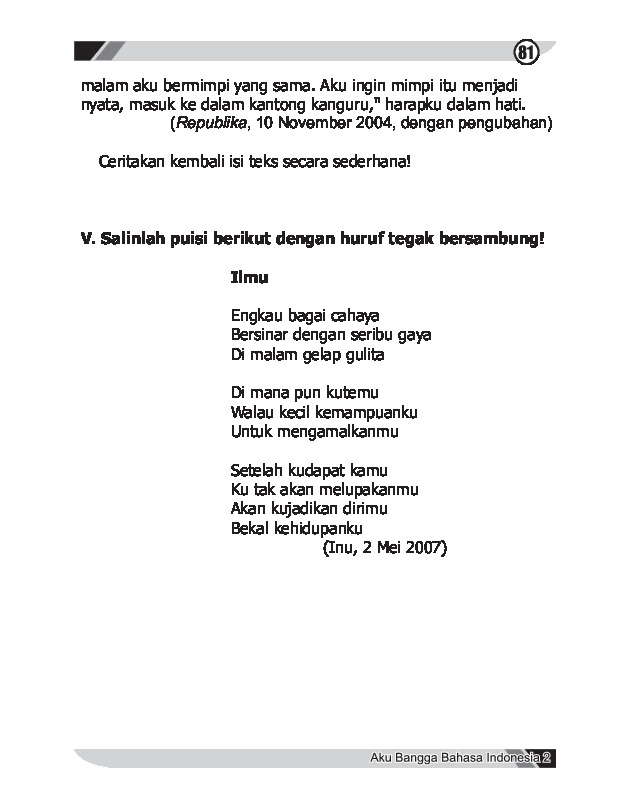 81
malam aku bermimpi yang sama. Aku ingin mimpi itu menjadi
nyata, masuk ke dalam kantong kanguru," harapku dalam hati.
(Republika, 10 November 2004, dengan pengubahan)
Ceritakan kembali isi teks secara sederhana!
V. Salinlah puisi berikut dengan huruf tegak bersambung!
Ilmu
Engkau bagai cahaya
Bersinar dengan seribu gaya
Di malam gelap gulita
Di mana pun kutemu
Walau kecil kemampuanku
Untuk mengamalkanmu
Setelah kudapat kamu
Ku tak akan melupakanmu
Akan kujadikan dirimu
Bekal kehidupanku
(Inu, 2 Mei 2007)
Aku Bangga Bahasa Indonesia 2